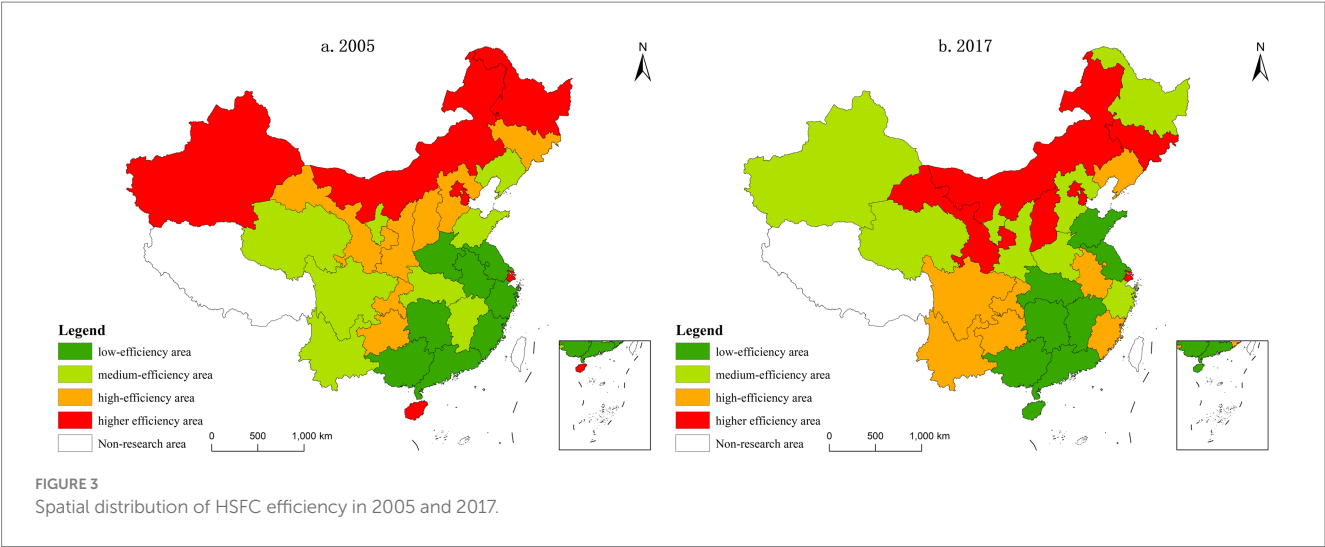 a. 2005
N
Legend
low-efficiency area
medium-efficiency area
high-efficiency area
higher efficiency area
Non-research area
0 500 1,000 km
b. 2017
N
Legend
low-efficiency area
medium-efficiency area
high-efficiency area
higher efficiency area
Non-research area
0 500 1,000 km
FIGURE 3
Spatial distribution of HSFC efficiency in 2005 and 2017.